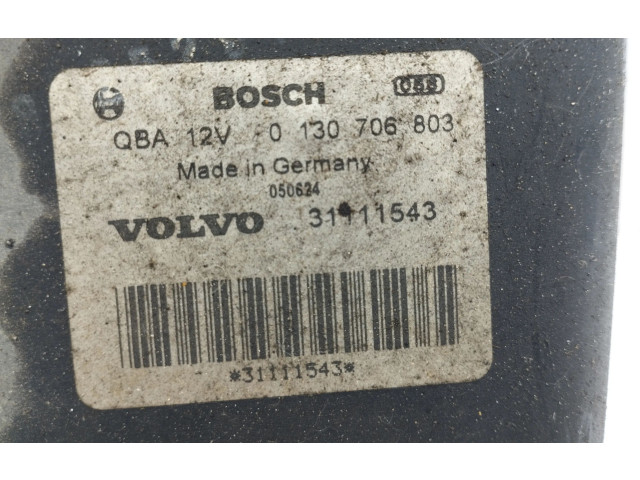 BOSCH
QBA 12V 0 130 706 803
Made in Germany
050624
VOLVO 31111543
*31111543*